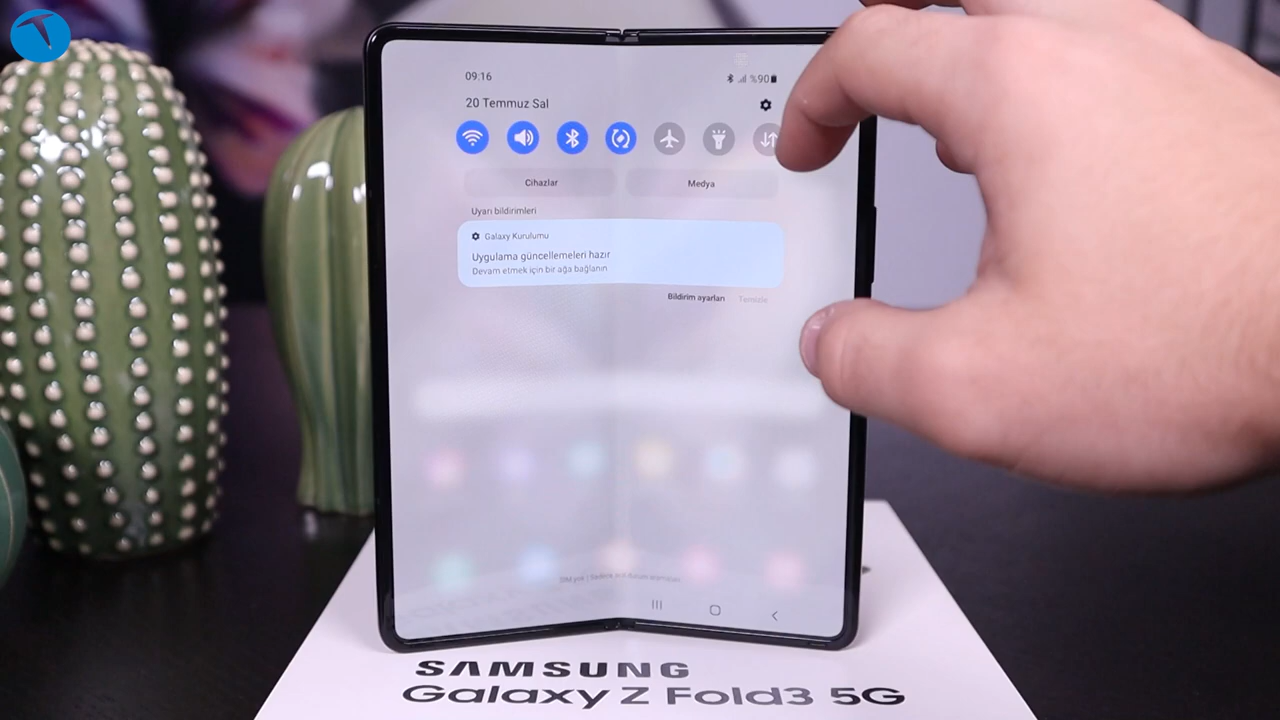 09:16
%90
20 Temmuz Sal
Cihazlar Medya
Uyarı bildirimleri
Galaxy Kurulumu
Uygulama güncellemeleri hazır
Devam etmek için bir ağa bağlanın
Bildirim ayarları Temizle
SAMSUNG
Galaxy Z Fold3 5G